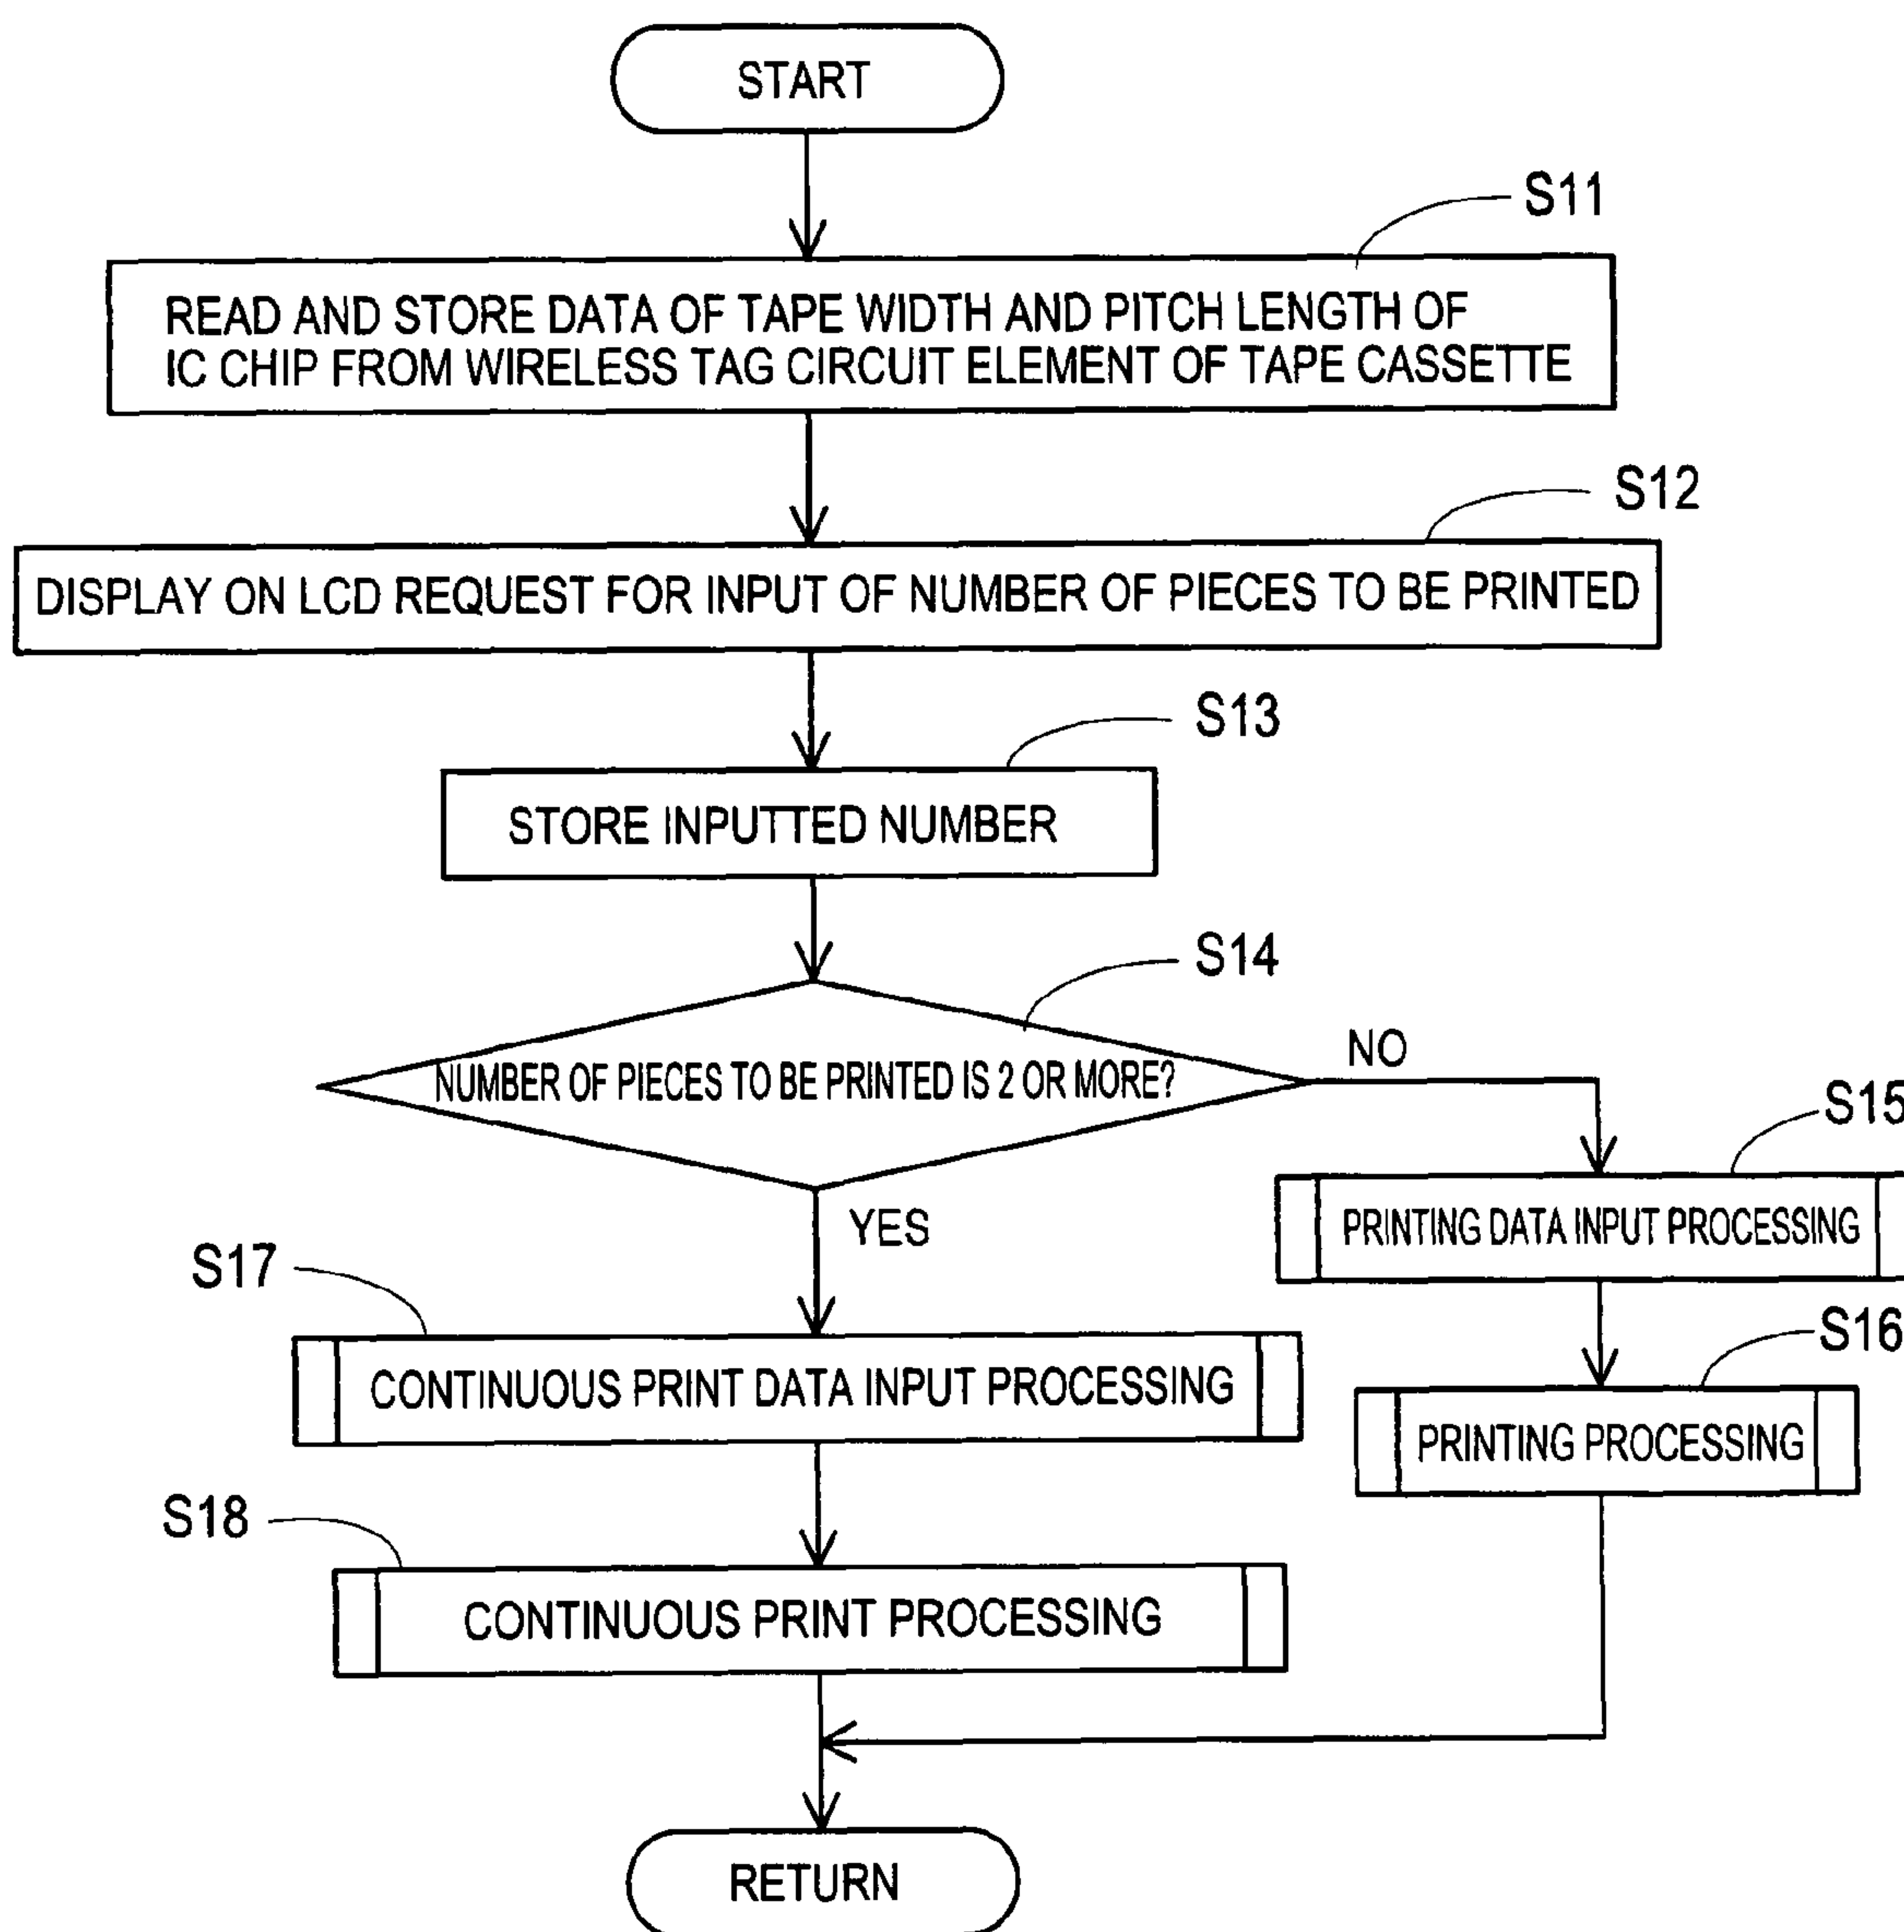 START
S11
READ AND STORE DATA OF TAPE WIDTH AND PITCH LENGTH OF
IC CHIP FROM WIRELESS TAG CIRCUIT ELEMENT OF TAPE CASSETTE
S12
DISPLAY ON LCD REQUEST FOR INPUT OF NUMBER OF PIECES TO BE PRINTED
S13
STORE INPUTTED NUMBER
S14
NUMBER OF PIECES TO BE PRINTED IS 2 OR MORE?
NO
S15
PRINTING DATA INPUT PROCESSING
YES
S17
S16
CONTINUOUS PRINT DATA INPUT PROCESSING
PRINTING PROCESSING
S18
CONTINUOUS PRINT PROCESSING
RETURN